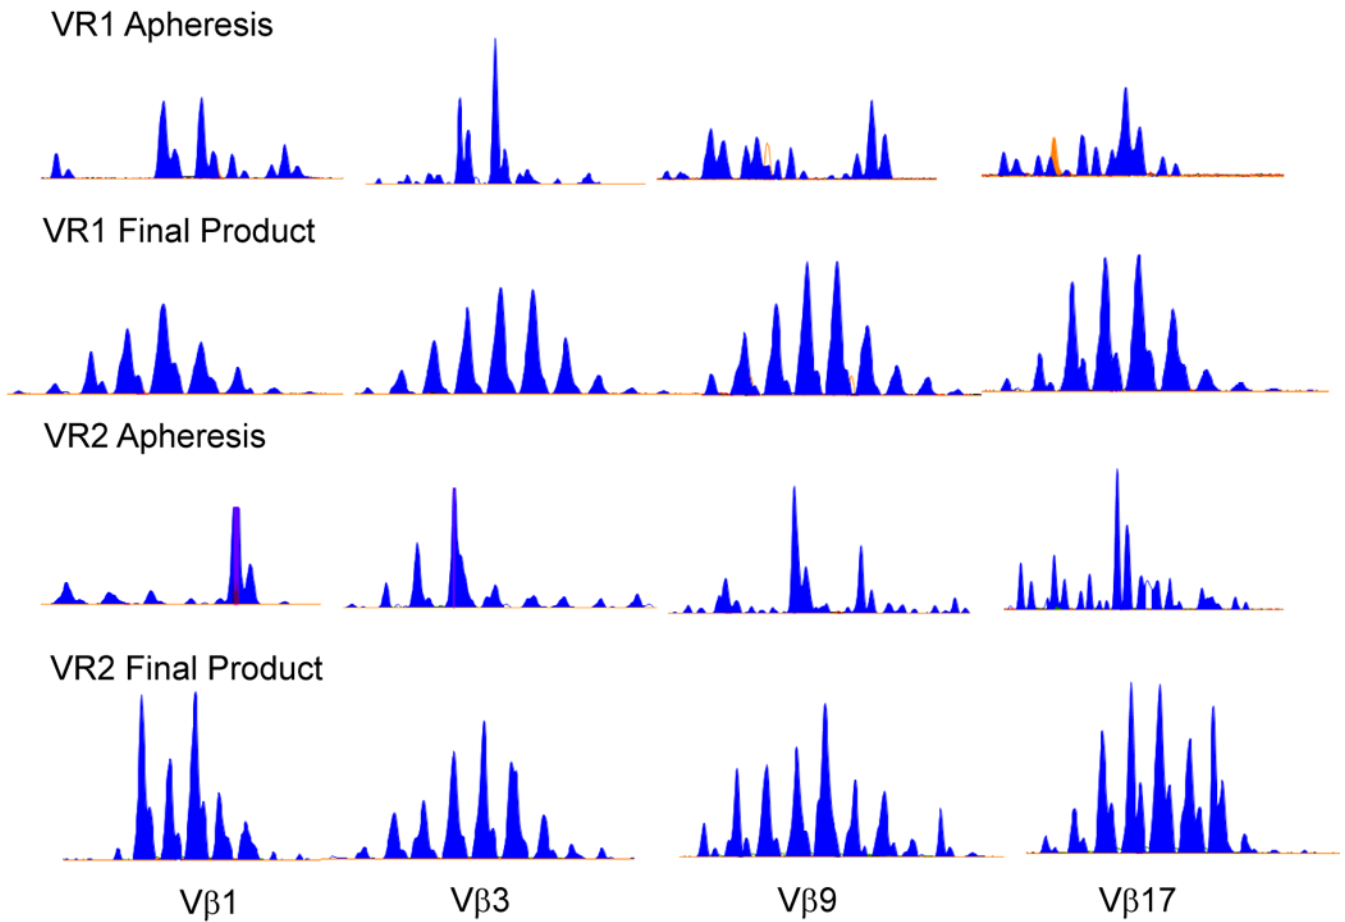 VR1 Apheresis
VR1 Final Product
VR2 Apheresis
VR2 Final Product
Vβ1 Vβ3 Vβ9 Vβ17